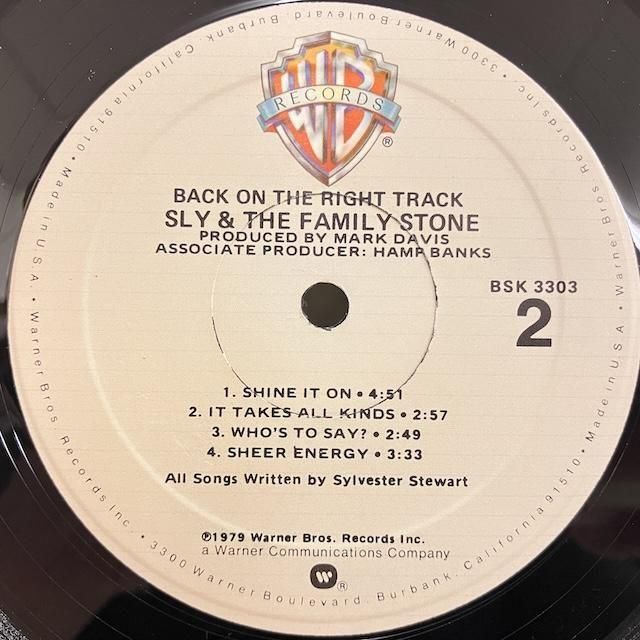 WB
RECORDS
®
BACK ON THE RIGHT TRACK
SLY & THE FAMILY STONE
PRODUCED BY MARK DAVIS
ASSOCIATE PRODUCER: HAMP BANKS
BSK 3303
2
1. SHINE IT ON • 4:51
2. IT TAKES ALL KINDS • 2:57
3. WHO'S TO SAY? • 2:49
4. SHEER ENERGY • 3:33
All Songs Written by Sylvester Stewart
℗1979 Warner Bros. Records Inc.
a Warner Communications Company
®
Warner Bros. Records Inc. • 3300 Warner Boulevard, Burbank, California 91510 • Made in U.S.A. • Warner Bros. Records Inc. • 3300 Warner Boulevard, Burbank, California 91510 • Made in U.S.A. •